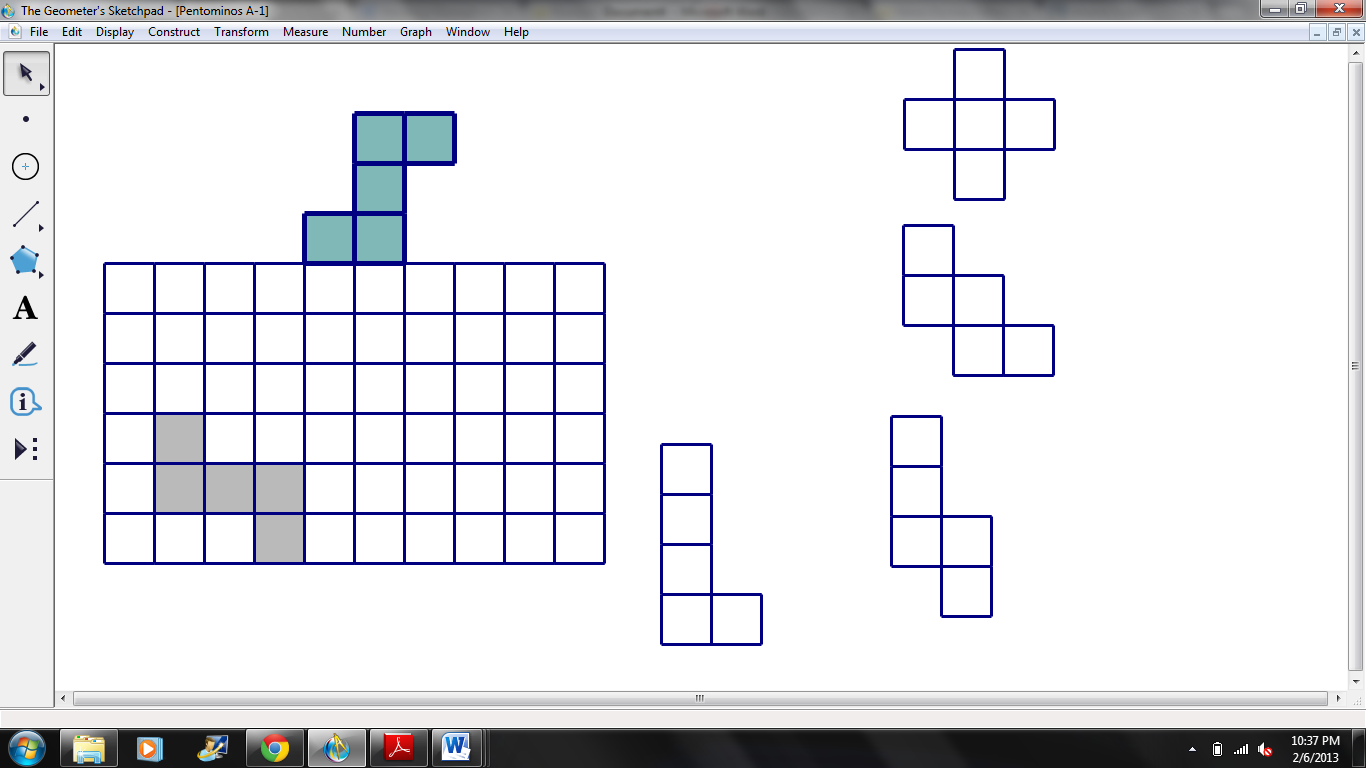 The Geometer's Sketchpad - [Pentominos A-1]
File Edit Display Construct Transform Measure Number Graph Window Help
A
i
W
10:37 PM
2/6/2013